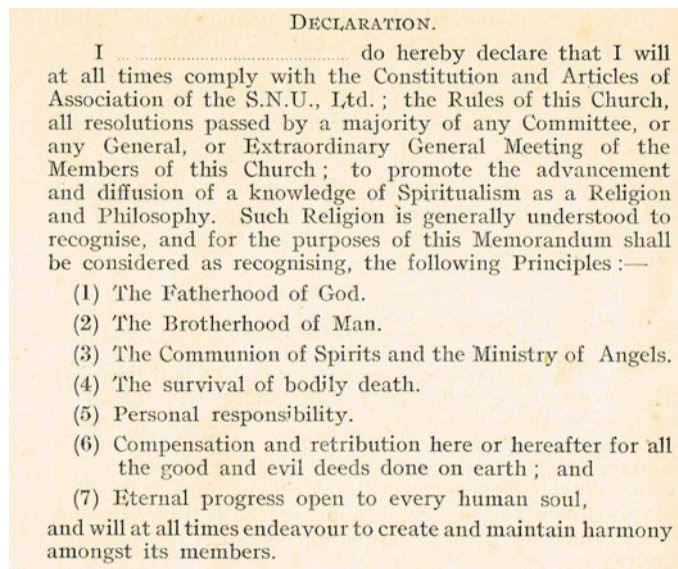 DECLARATION.
I ........................................ do hereby declare that I will
at all times comply with the Constitution and Articles of
Association of the S.N.U., Ltd. ; the Rules of this Church,
all resolutions passed by a majority of any Committee, or
any General, or Extraordinary General Meeting of the
Members of this Church ; to promote the advancement
and diffusion of a knowledge of Spiritualism as a Religion
and Philosophy. Such Religion is generally understood to
recognise, and for the purposes of this Memorandum shall
be considered as recognising, the following Principles :—
(1) The Fatherhood of God.
(2) The Brotherhood of Man.
(3) The Communion of Spirits and the Ministry of Angels.
(4) The survival of bodily death.
(5) Personal responsibility.
(6) Compensation and retribution here or hereafter for all
the good and evil deeds done on earth ; and
(7) Eternal progress open to every human soul,
and will at all times endeavour to create and maintain harmony
amongst its members.